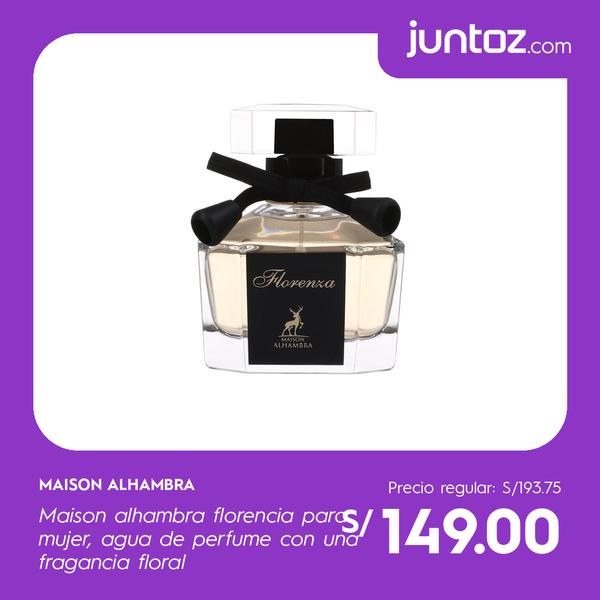 juntoz.com
Florenza
MAISON
ALHAMBRA
MAISON ALHAMBRA
Maison alhambra florencia para
mujer, agua de perfume con una
fragancia floral
Precio regular: S/193.75
S/149.00